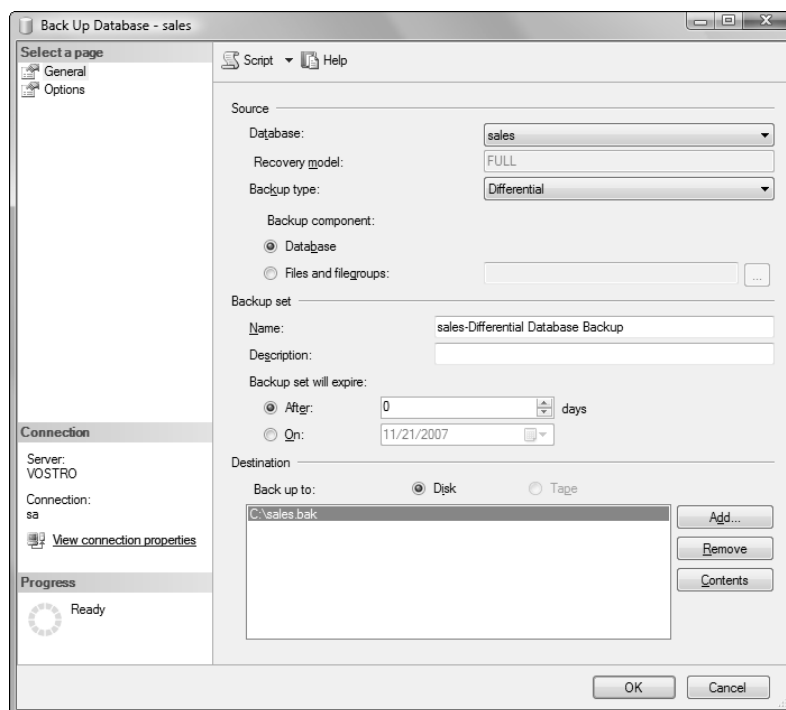 Back Up Database - sales
Select a page
General
Options
Script
Help
Source
Database:
sales
Recovery model:
FULL
Backup type:
Differential
Backup component:
Database
Files and filegroups:
...
Backup set
Name:
sales-Differential Database Backup
Description:
Backup set will expire:
After:
0
days
On:
11/21/2007
Destination
Back up to:
Disk
Tape
C:\sales.bak
Add...
Remove
Contents
Connection
Server:
VOSTRO
Connection:
sa
View connection properties
Progress
Ready
OK
Cancel